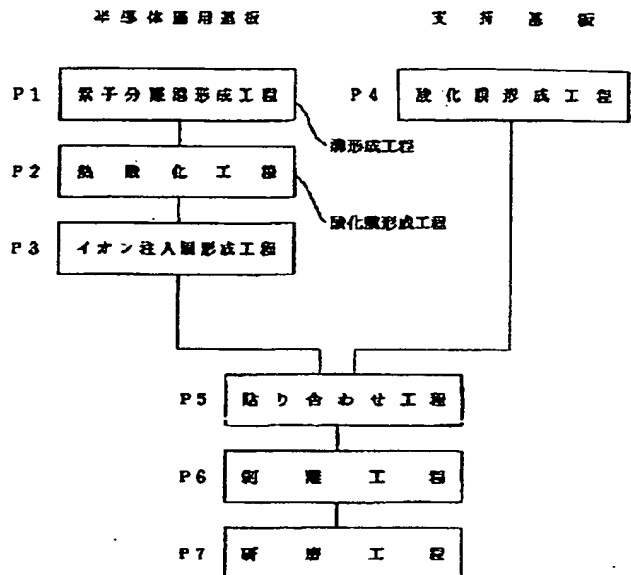 半導体層用基板
支持基板
P1 素子分離溝形成工程
P4 酸化膜形成工程
溝形成工程
P2 熱酸化工程
酸化膜形成工程
P3 イオン注入層形成工程
P5 貼り合わせ工程
P6 剥離工程
P7 研磨工程